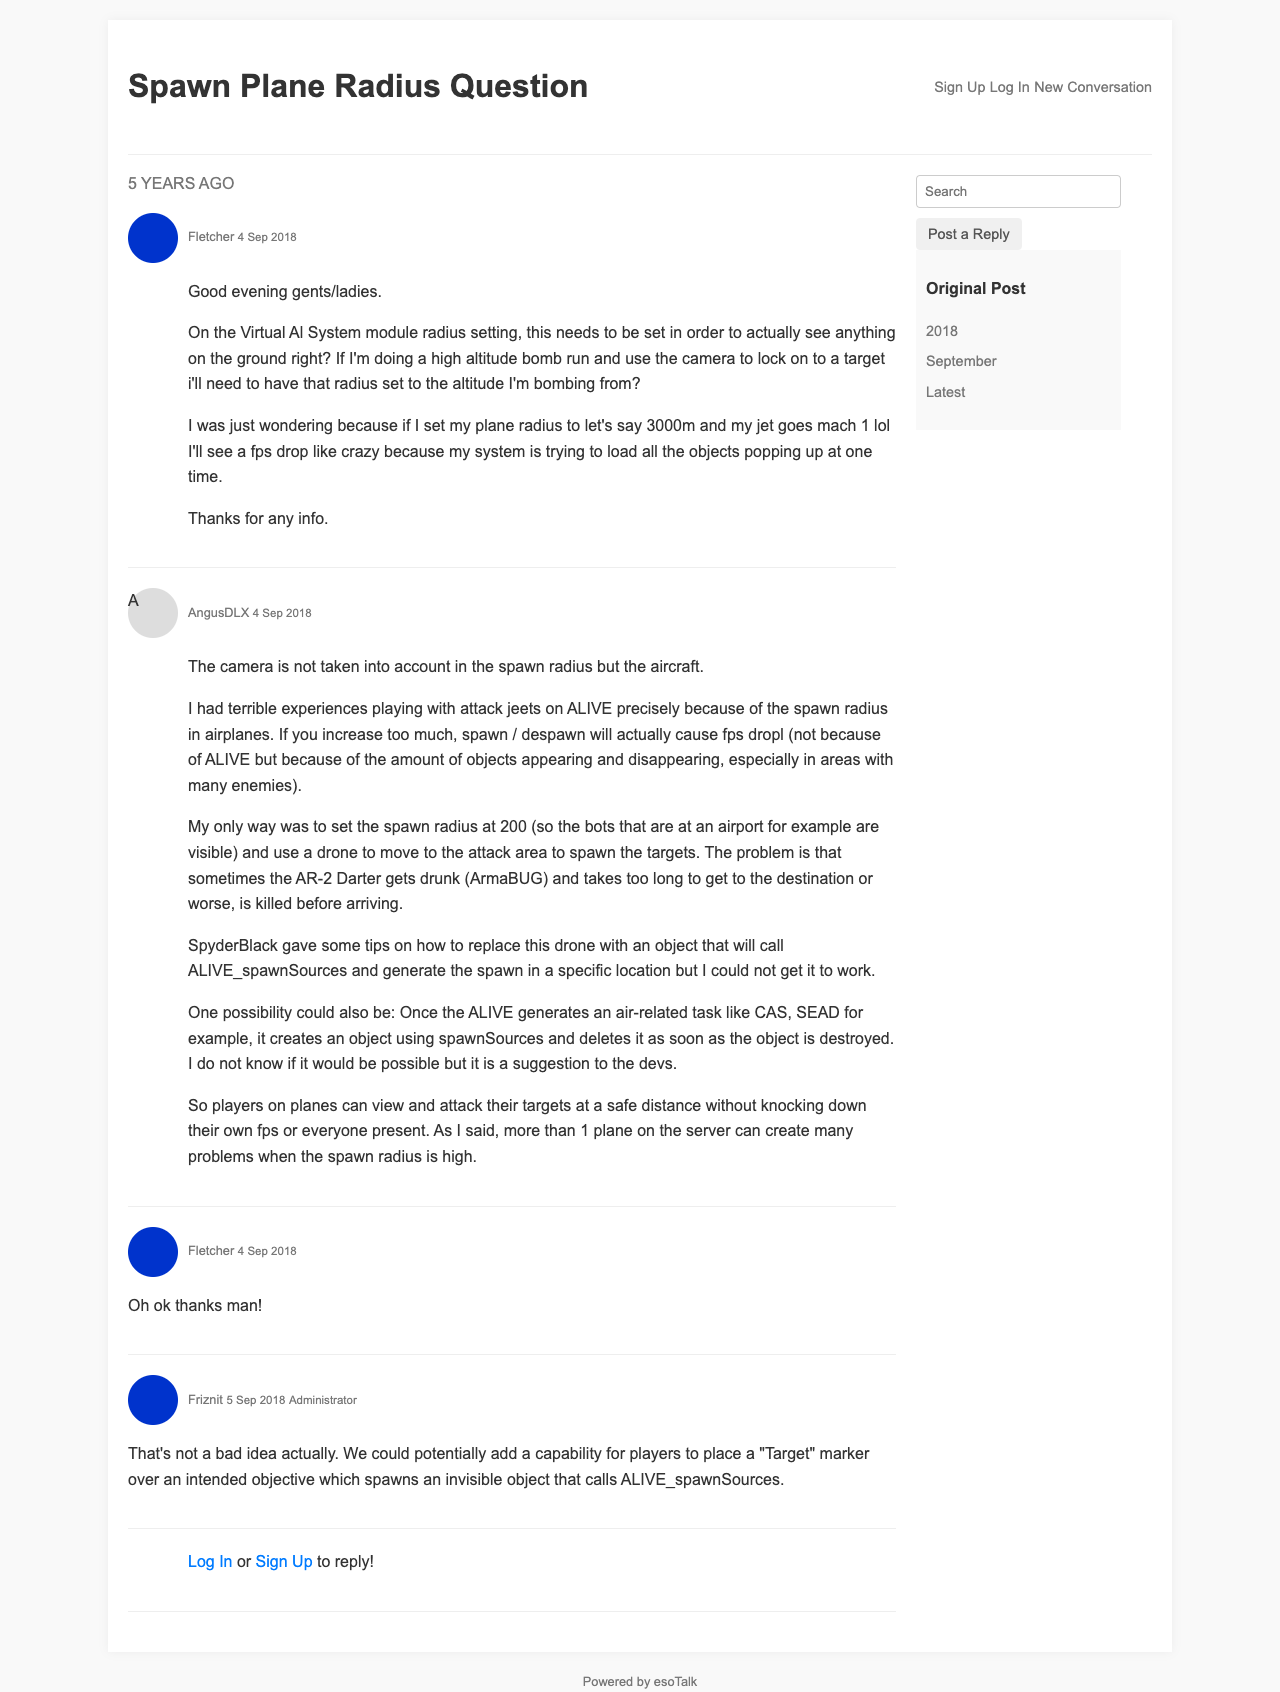 Spawn Plane Radius Question
Sign Up Log In New Conversation
5 YEARS AGO
Fletcher 4 Sep 2018
Good evening gents/ladies.
On the Virtual AI System module radius setting, this needs to be set in order to actually see anything
on the ground right? If I'm doing a high altitude bomb run and use the camera to lock on to a target
i'll need to have that radius set to the altitude I'm bombing from?
I was just wondering because if I set my plane radius to let's say 3000m and my jet goes mach 1 lol
I'll see a fps drop like crazy because my system is trying to load all the objects popping up at one
time.
Thanks for any info.
A
AngusDLX 4 Sep 2018
The camera is not taken into account in the spawn radius but the aircraft.
I had terrible experiences playing with attack jeets on ALIVE precisely because of the spawn radius
in airplanes. If you increase too much, spawn / despawn will actually cause fps dropl (not because
of ALIVE but because of the amount of objects appearing and disappearing, especially in areas with
many enemies).
My only way was to set the spawn radius at 200 (so the bots that are at an airport for example are
visible) and use a drone to move to the attack area to spawn the targets. The problem is that
sometimes the AR-2 Darter gets drunk (ArmaBUG) and takes too long to get to the destination or
worse, is killed before arriving.
SpyderBlack gave some tips on how to replace this drone with an object that will call
ALIVE_spawnSources and generate the spawn in a specific location but I could not get it to work.
One possibility could also be: Once the ALIVE generates an air-related task like CAS, SEAD for
example, it creates an object using spawnSources and deletes it as soon as the object is destroyed.
I do not know if it would be possible but it is a suggestion to the devs.
So players on planes can view and attack their targets at a safe distance without knocking down
their own fps or everyone present. As I said, more than 1 plane on the server can create many
problems when the spawn radius is high.
Fletcher 4 Sep 2018
Oh ok thanks man!
Friznit 5 Sep 2018 Administrator
That's not a bad idea actually. We could potentially add a capability for players to place a "Target" marker
over an intended objective which spawns an invisible object that calls ALIVE_spawnSources.
Log In or Sign Up to reply!
Search
Post a Reply
Original Post
2018
September
Latest
Powered by esoTalk